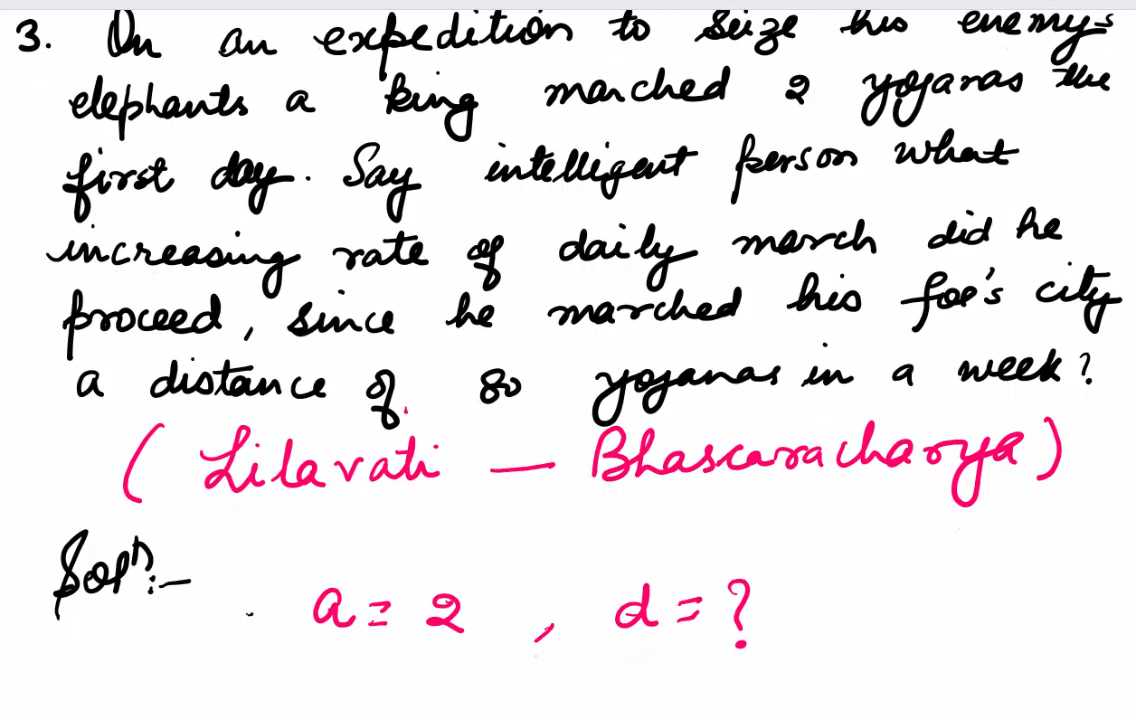 3. On an expedition to seize his enemy's
elephants a king marched 2 yojanas the
first day. Say intelligent person what
increasing rate of daily march did he
proceed, since he marched his foe's city
a distance of 80 yojanas in a week?
( Lilavati — Bhascaracharya )
Solⁿ:-
a = 2 , d = ?